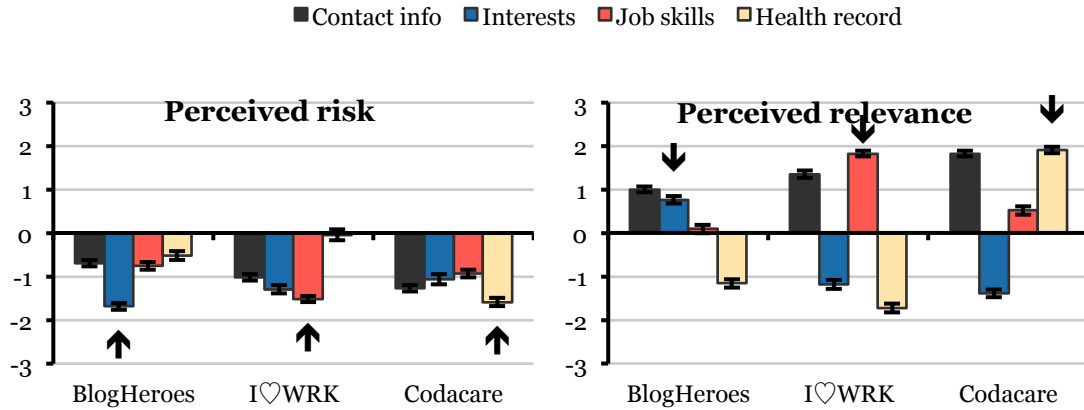 Contact info Interests Job skills Health record
Perceived risk
3
2
1
0
-1
-2
-3
BlogHeroes I♡WRK Codacare
Perceived relevance
3
2
1
0
-1
-2
-3
BlogHeroes I♡WRK Codacare